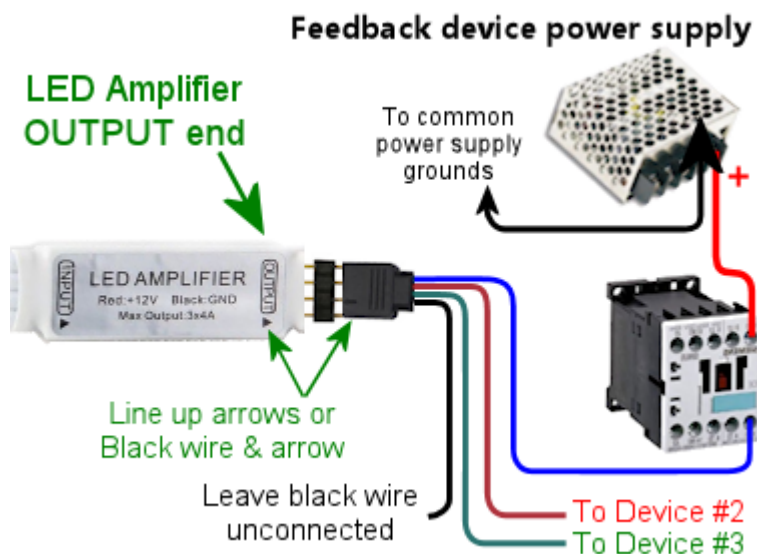 Feedback device power supply
LED Amplifier
OUTPUT end
To common
power supply
grounds
+
INPUT
LED AMPLIFIER
Red:+12V Black:GND
Max Output:3x4A
OUTPUT
Line up arrows or
Black wire & arrow
Leave black wire
unconnected
To Device #2
To Device #3